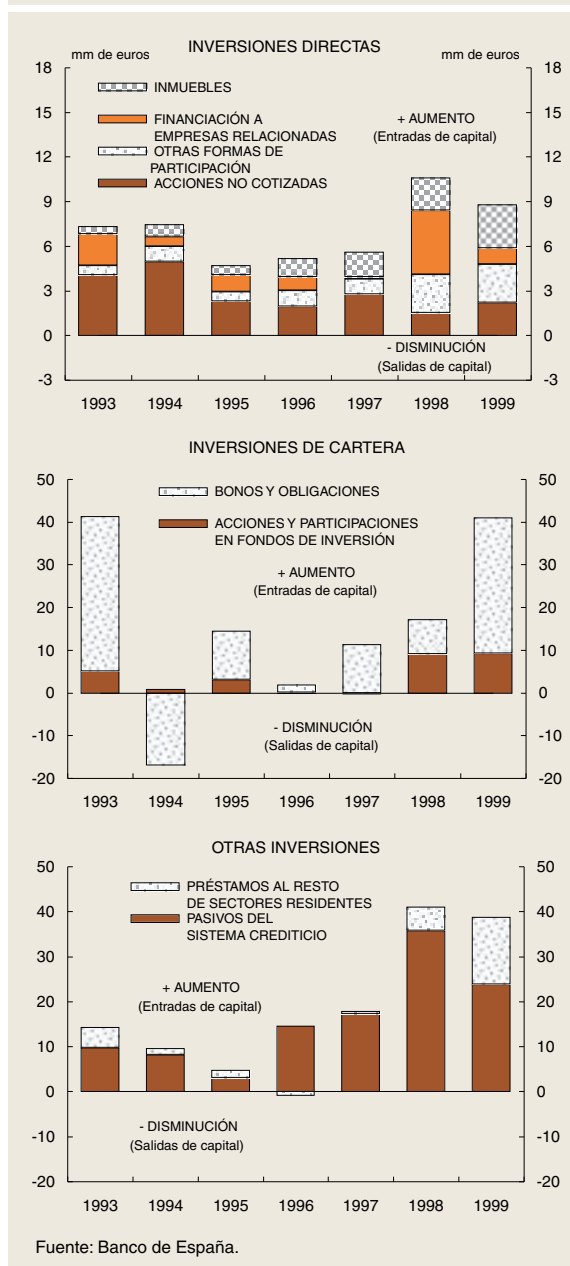 INVERSIONES DIRECTAS
mm de euros
mm de euros
18
15
12
9
6
3
0
-3
18
15
12
9
6
3
0
-3
INMUEBLES
FINANCIACIÓN A
EMPRESAS RELACIONADAS
OTRAS FORMAS DE
PARTICIPACIÓN
ACCIONES NO COTIZADAS
+ AUMENTO
(Entradas de capital)
- DISMINUCIÓN
(Salidas de capital)
1993 1994 1995 1996 1997 1998 1999
INVERSIONES DE CARTERA
50
40
30
20
10
0
-10
-20
50
40
30
20
10
0
-10
-20
BONOS Y OBLIGACIONES
ACCIONES Y PARTICIPACIONES
EN FONDOS DE INVERSIÓN
+ AUMENTO
(Entradas de capital)
- DISMINUCIÓN
(Salidas de capital)
1993 1994 1995 1996 1997 1998 1999
OTRAS INVERSIONES
50
40
30
20
10
0
-10
-20
50
40
30
20
10
0
-10
-20
PRÉSTAMOS AL RESTO
DE SECTORES RESIDENTES
PASIVOS DEL
SISTEMA CREDITICIO
+ AUMENTO
(Entradas de capital)
- DISMINUCIÓN
(Salidas de capital)
1993 1994 1995 1996 1997 1998 1999
Fuente: Banco de España.